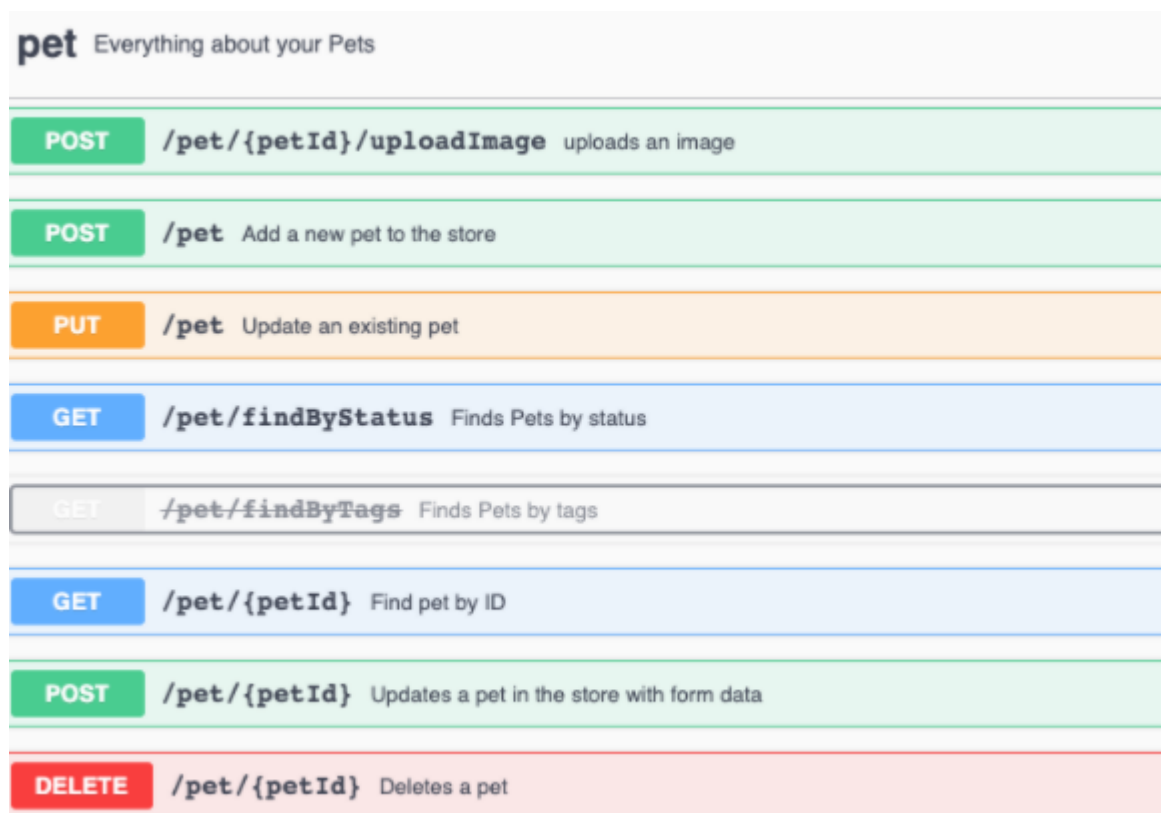 pet Everything about your Pets
POST /pet/{petId}/uploadImage uploads an image
POST /pet Add a new pet to the store
PUT /pet Update an existing pet
GET /pet/findByStatus Finds Pets by status
GET /pet/findByTags Finds Pets by tags
GET /pet/{petId} Find pet by ID
POST /pet/{petId} Updates a pet in the store with form data
DELETE /pet/{petId} Deletes a pet